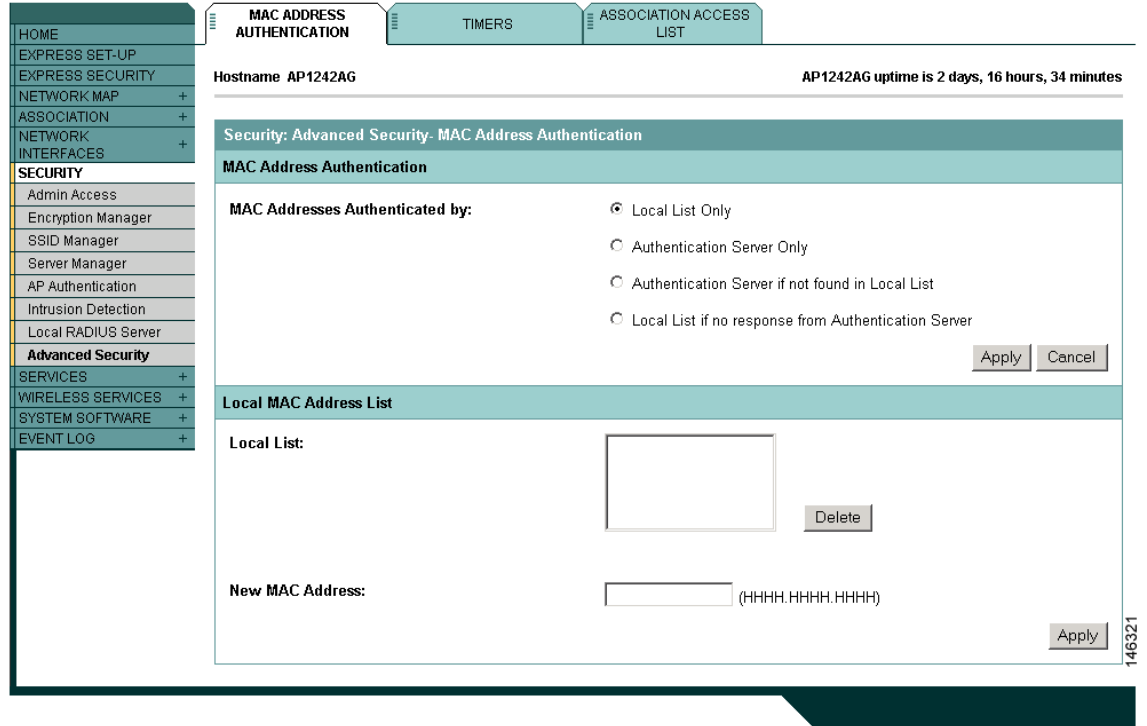 MAC ADDRESS
AUTHENTICATION
TIMERS
ASSOCIATION ACCESS
LIST
HOME
EXPRESS SET-UP
EXPRESS SECURITY
NETWORK MAP +
ASSOCIATION +
NETWORK
INTERFACES +
SECURITY
Admin Access
Encryption Manager
SSID Manager
Server Manager
AP Authentication
Intrusion Detection
Local RADIUS Server
Advanced Security
SERVICES +
WIRELESS SERVICES +
SYSTEM SOFTWARE +
EVENT LOG +
Hostname AP1242AG
AP1242AG uptime is 2 days, 16 hours, 34 minutes
Security: Advanced Security- MAC Address Authentication
MAC Address Authentication
MAC Addresses Authenticated by:
Local List Only
Authentication Server Only
Authentication Server if not found in Local List
Local List if no response from Authentication Server
Apply
Cancel
Local MAC Address List
Local List:
Delete
New MAC Address:
(HHHH.HHHH.HHHH)
Apply
146321